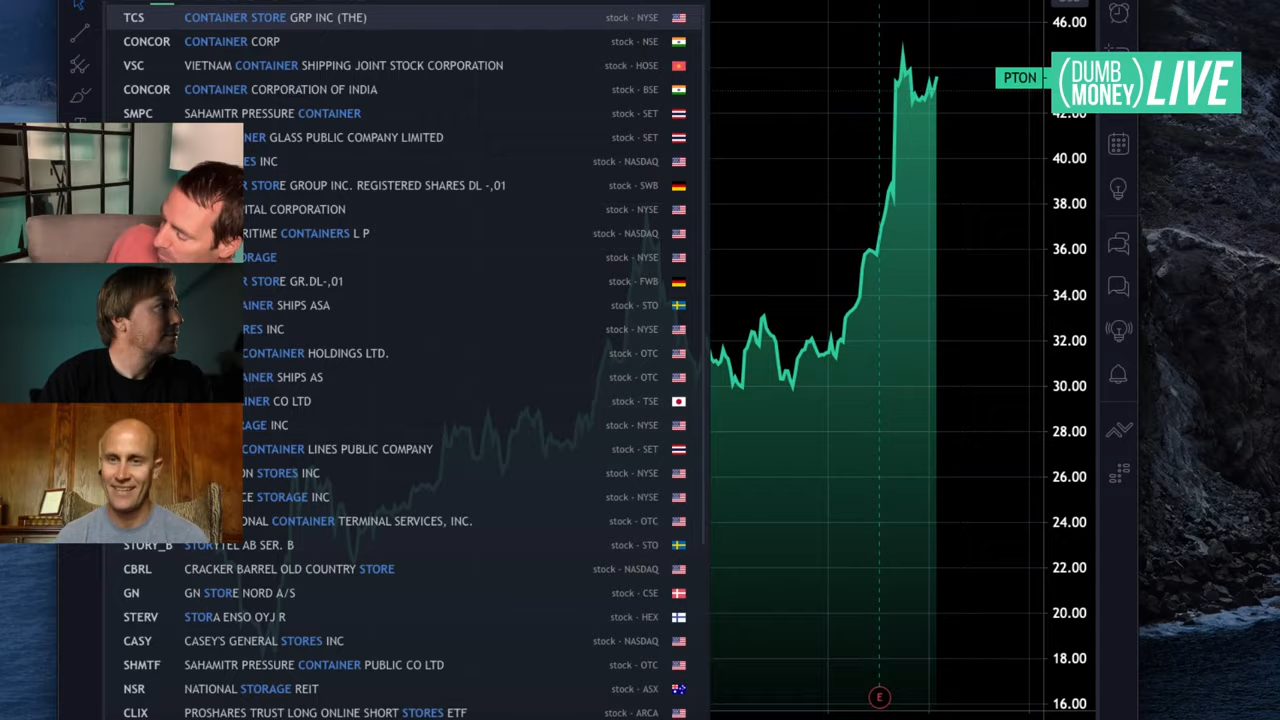 TCS CONTAINER STORE GRP INC (THE) stock - NYSE
CONCOR CONTAINER CORP stock - NSE
VSC VIETNAM CONTAINER SHIPPING JOINT STOCK CORPORATION stock - HOSE
CONCOR CONTAINER CORPORATION OF INDIA stock - BSE
SMPC SAHAMITR PRESSURE CONTAINER stock - SET
NER GLASS PUBLIC COMPANY LIMITED stock - SET
ES INC stock - NASDAQ
R STORE GROUP INC. REGISTERED SHARES DL -,01 stock - SWB
ITAL CORPORATION stock - NYSE
RITIME CONTAINERS L P stock - NASDAQ
ORAGE stock - NYSE
R STORE GR.DL-,01 stock - FWB
AINER SHIPS ASA stock - STO
RES INC stock - NYSE
CONTAINER HOLDINGS LTD. stock - OTC
AINER SHIPS AS stock - OTC
INER CO LTD stock - TSE
RAGE INC stock - NYSE
CONTAINER LINES PUBLIC COMPANY stock - SET
N STORES INC stock - NYSE
CE STORAGE INC stock - NYSE
ONAL CONTAINER TERMINAL SERVICES, INC. stock - OTC
STORY_B STORYTEL AB SER. B stock - STO
CBRL CRACKER BARREL OLD COUNTRY STORE stock - NASDAQ
GN GN STORE NORD A/S stock - CSE
STERV STORA ENSO OYJ R stock - HEX
CASY CASEY'S GENERAL STORES INC stock - NASDAQ
SHMTF SAHAMITR PRESSURE CONTAINER PUBLIC CO LTD stock - OTC
NSR NATIONAL STORAGE REIT stock - ASX
CLIX PROSHARES TRUST LONG ONLINE SHORT STORES ETF stock - ARCA
E
46.00
PTON
42.00
40.00
38.00
36.00
34.00
32.00
30.00
28.00
26.00
24.00
22.00
20.00
18.00
16.00
(DUMB
MONEY) LIVE